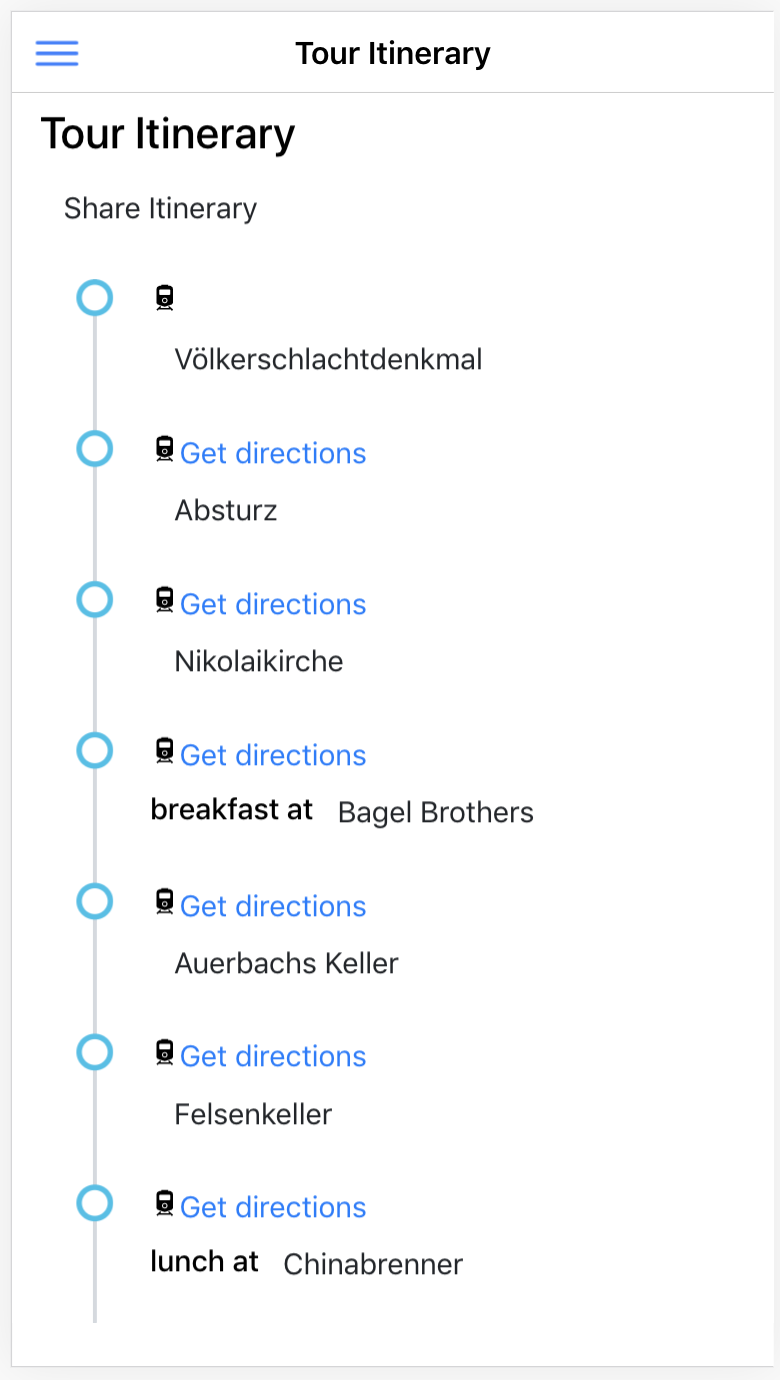 Tour Itinerary
Tour Itinerary
Share Itinerary
Völkerschlachtdenkmal
Get directions
Absturz
Get directions
Nikolaikirche
Get directions
breakfast at Bagel Brothers
Get directions
Auerbachs Keller
Get directions
Felsenkeller
Get directions
lunch at Chinabrenner